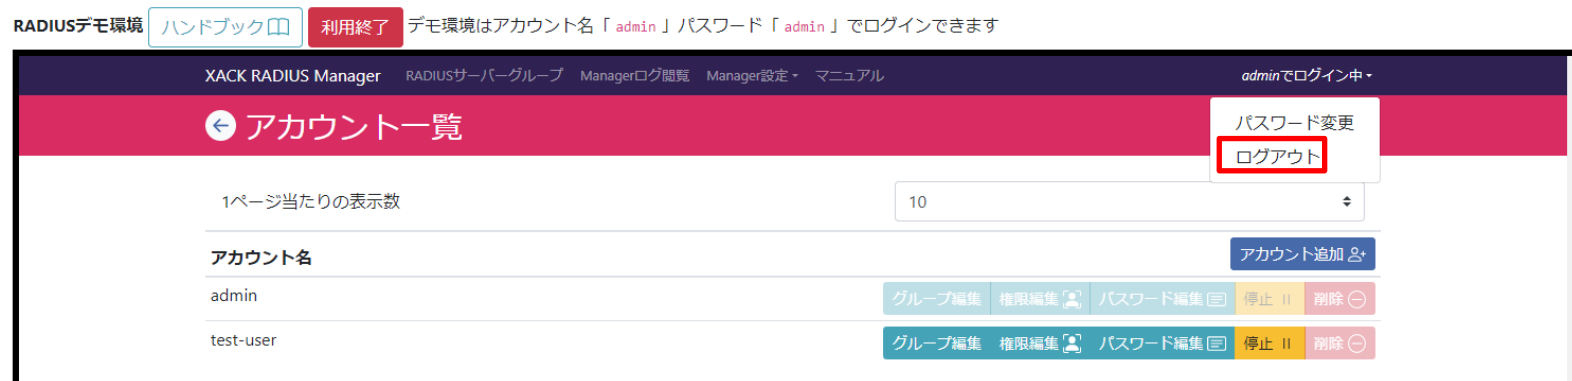 RADIUSデモ環境 ハンドブック 利用終了 デモ環境はアカウント名「 admin 」パスワード「 admin 」でログインできます
XACK RADIUS Manager RADIUSサーバーグループ Managerログ閲覧 Manager設定 マニュアル adminでログイン中
アカウント一覧
パスワード変更
ログアウト
1ページ当たりの表示数 10
アカウント名 アカウント追加
admin グループ編集 権限編集 パスワード編集 停止 削除
test-user グループ編集 権限編集 パスワード編集 停止 削除